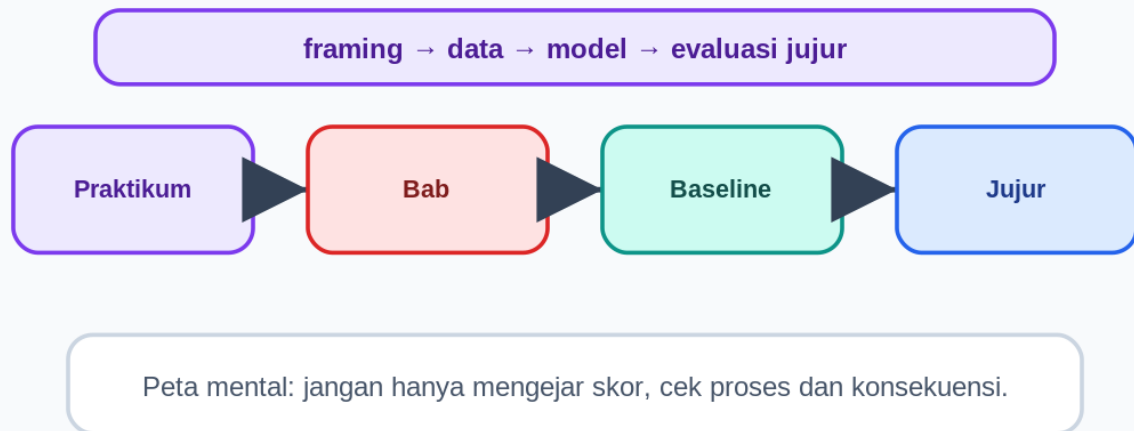 framing → data → model → evaluasi jujur
Praktikum
Bab
Baseline
Jujur
Peta mental: jangan hanya mengejar skor, cek proses dan konsekuensi.